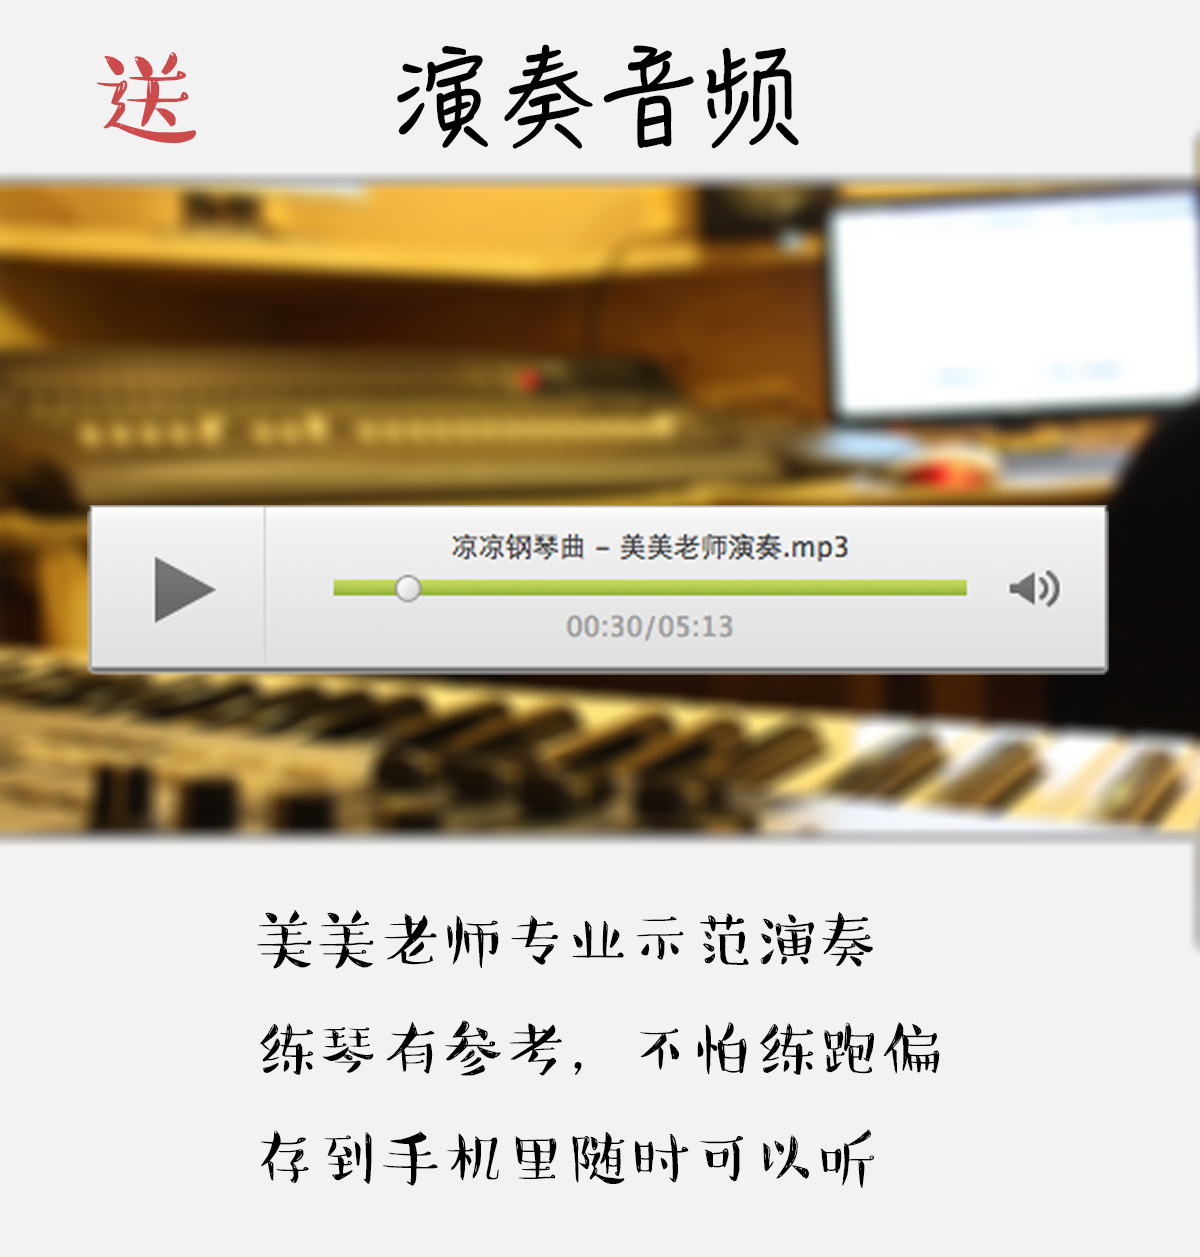 送 演奏音频
凉凉钢琴曲 – 美美老师演奏.mp3
00:30/05:13
美美老师专业示范演奏
练琴有参考，不怕练跑偏
存到手机里随时可以听